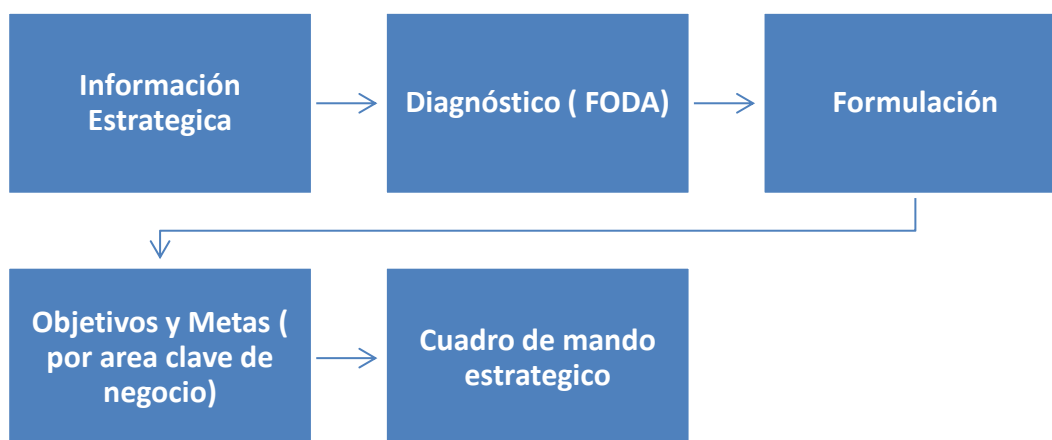 Información
Estrategica
Diagnóstico ( FODA)
Formulación
Objetivos y Metas (
por area clave de
negocio)
Cuadro de mando
estrategico